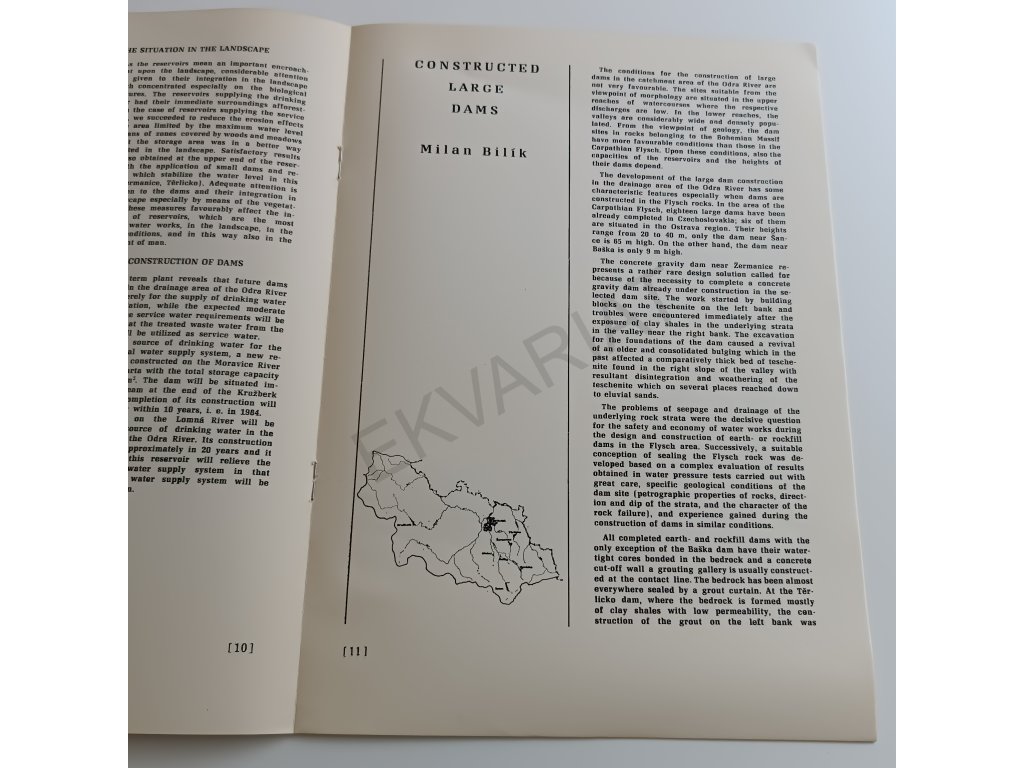 HE SITUATION IN THE LANDSCAPE
s the reservoirs mean an important encroach-
upon the landscape, considerable attention
given to their integration in the landscape
concentrated especially on the biological
ures. The reservoirs supplying the drinking
had their immediate surroundings afforest-
the case of reservoirs supplying the service
, we succeeded to reduce the erosion effects
area limited by the maximum water level
ans of zones covered by woods and meadows
t the storage area was in a better way
ted in the landscape. Satisfactory results
so obtained at the upper end of the reser-
th the application of small dams and re-
which stabilize the water level in this
ermanice, Těrlicko). Adequate attention is
on to the dams and their integration in
cape especially by means of the vegetat-
hese measures favourably affect the in-
of reservoirs, which are the most
water works, in the landscape, in the
onditions, and in this way also in the
nt of man.
CONSTRUCTION OF DAMS
term plant reveals that future dams
in the drainage area of the Odra River
erely for the supply of drinking water
ation, while the expected moderate
e service water requirements will be
at the treated waste water from the
ll be utilized as service water.
source of drinking water for the
al water supply system, a new re-
constructed on the Moravice River
arts with the total storage capacity
m³. The dam will be situated im-
eam at the end of the Kružberk
ompletion of its construction will
within 10 years, i. e. in 1984.
on the Lomná River will be
ource of drinking water in the
the Odra River. Its construction
pproximately in 20 years and it
this reservoir will relieve the
water supply system in that
water supply system will be
n.
[10]
CONSTRUCTED
LARGE
DAMS
Milan Bilík
[11]
The conditions for the construction of large
dams in the catchment area of the Odra River are
not very favourable. The sites suitable from the
viewpoint of morphology are situated in the upper
reaches of watercourses where the respective
discharges are low. In the lower reaches, the
valleys are considerably wide and densely popu-
lated. From the viewpoint of geology, the dam
sites in rocks belonging to the Bohemian Massif
have more favourable conditions than those in the
Carpathian Flysch. Upon these conditions, also the
capacities of the reservoirs and the heights of
their dams depend.
The development of the large dam construction
in the drainage area of the Odra River has some
characteristic features especially when dams are
constructed in the Flysch rocks. In the area of the
Carpathian Flysch, eighteen large dams have been
already completed in Czechoslovakia; six of them
are situated in the Ostrava region. Their heights
range from 20 to 40 m, only the dam near Šan-
ce is 65 m high. On the other hand, the dam near
Baška is only 9 m high.
The concrete gravity dam near Žermanice re-
presents a rather rare design solution called for
because of the necessity to complete a concrete
gravity dam already under construction in the se-
lected dam site. The work started by building
blocks on the teschenite on the left bank and
troubles were encountered immediately after the
exposure of clay shales in the underlying strata
in the valley near the right bank. The excavation
for the foundations of the dam caused a revival
of an older and consolidated bulging which in the
past affected a comparatively thick bed of tesche-
nite found in the right slope of the valley with
resultant disintegration and weathering of the
teschenite which on several places reached down
to eluvial sands.
The problems of seepage and drainage of the
underlying rock strata were the decisive question
for the safety and economy of water works during
the design and construction of earth- or rockfill
dams in the Flysch area. Successively, a suitable
conception of sealing the Flysch rock was de-
veloped based on a complex evaluation of results
obtained in water pressure tests carried out with
great care, specific geological conditions of the
dam site (petrographic properties of rocks, direct-
ion and dip of the strata, and the character of the
rock failure), and experience gained during the
construction of dams in similar conditions.
All completed earth- and rockfill dams with the
only exception of the Baška dam have their water-
tight cores bonded in the bedrock and a concrete
cut-off wall a grouting gallery is usually construct-
ed at the contact line. The bedrock has been almost
everywhere sealed by a grout curtain. At the Těr-
licko dam, where the bedrock is formed mostly
of clay shales with low permeability, the con-
struction of the grout on the left bank was